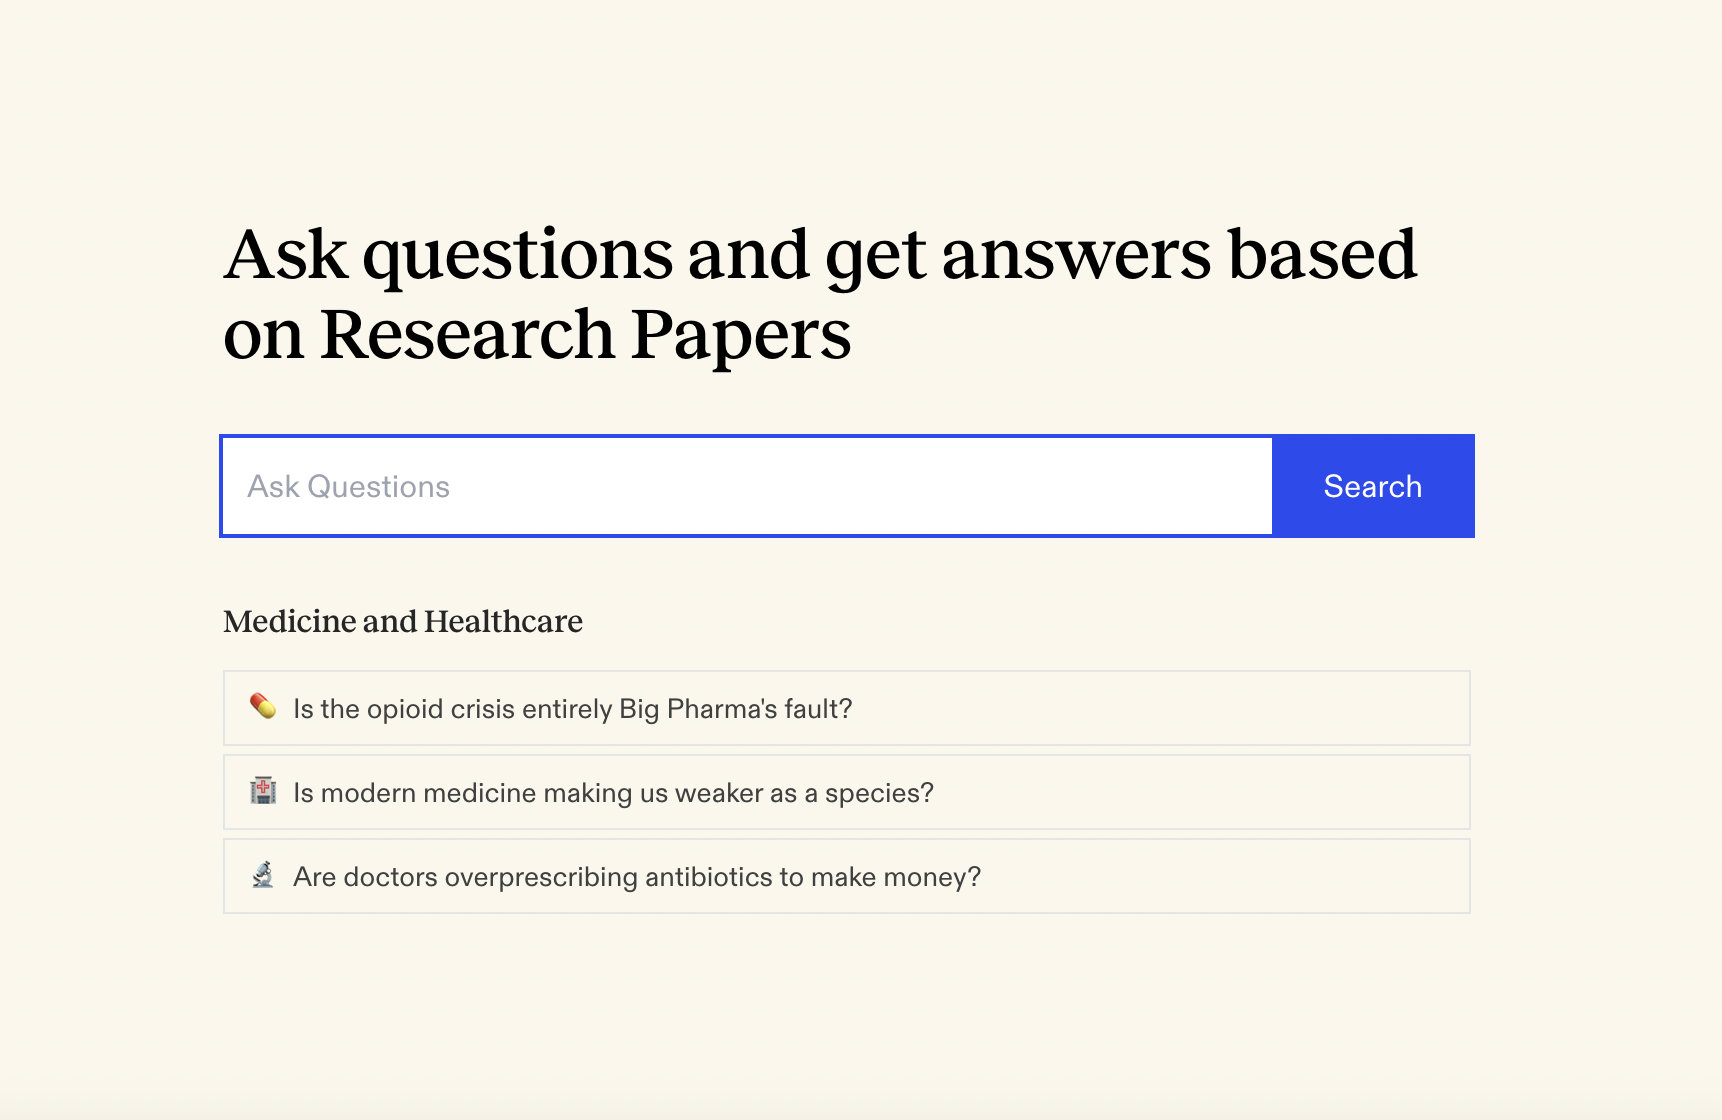 Ask questions and get answers based
on Research Papers
Ask Questions
Search
Medicine and Healthcare
Is the opioid crisis entirely Big Pharma's fault?
Is modern medicine making us weaker as a species?
Are doctors overprescribing antibiotics to make money?